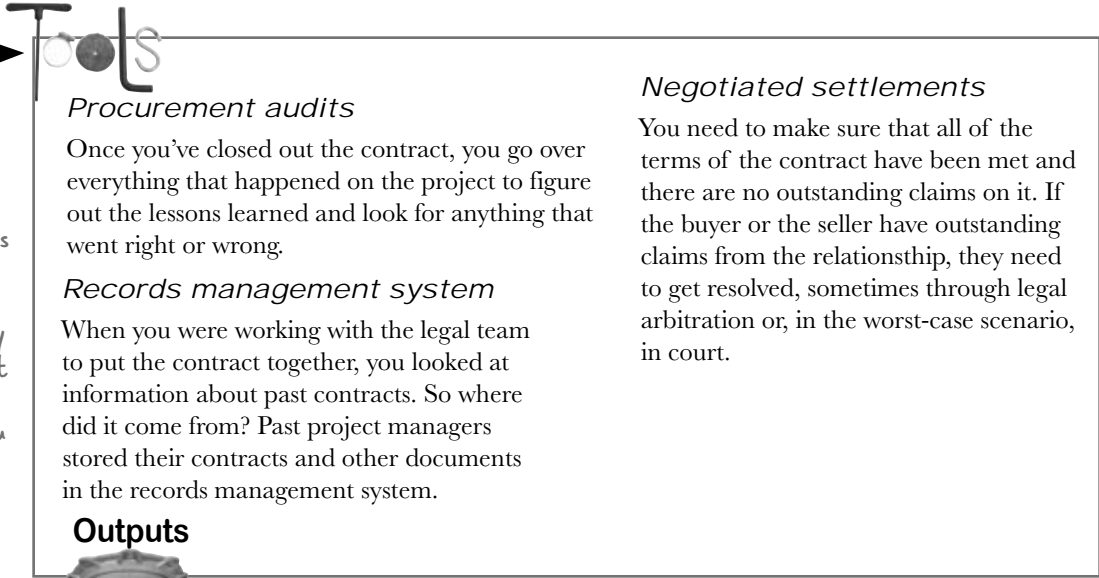 Tools
Procurement audits
Once you've closed out the contract, you go over
everything that happened on the project to figure
out the lessons learned and look for anything that
went right or wrong.
Records management system
When you were working with the legal team
to put the contract together, you looked at
information about past contracts. So where
did it come from? Past project managers
stored their contracts and other documents
in the records management system.
Negotiated settlements
You need to make sure that all of the
terms of the contract have been met and
there are no outstanding claims on it. If
the buyer or the seller have outstanding
claims from the relationsthip, they need
to get resolved, sometimes through legal
arbitration or, in the worst-case scenario,
in court.
Outputs